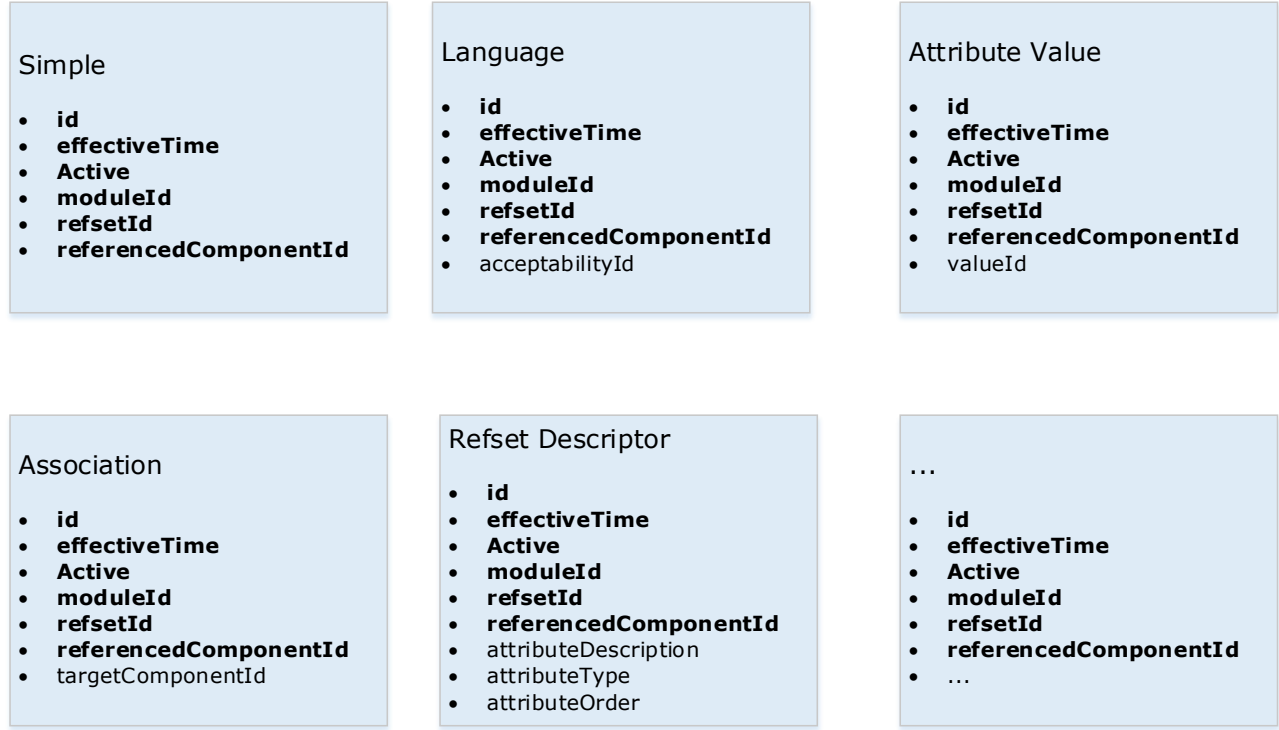 Simple
• id
• effectiveTime
• Active
• moduleId
• refsetId
• referencedComponentId
Language
• id
• effectiveTime
• Active
• moduleId
• refsetId
• referencedComponentId
• acceptabilityId
Attribute Value
• id
• effectiveTime
• Active
• moduleId
• refsetId
• referencedComponentId
• valueId
Association
• id
• effectiveTime
• Active
• moduleId
• refsetId
• referencedComponentId
• targetComponentId
Refset Descriptor
• id
• effectiveTime
• Active
• moduleId
• refsetId
• referencedComponentId
• attributeDescription
• attributeType
• attributeOrder
...
• id
• effectiveTime
• Active
• moduleId
• refsetId
• referencedComponentId
• ...